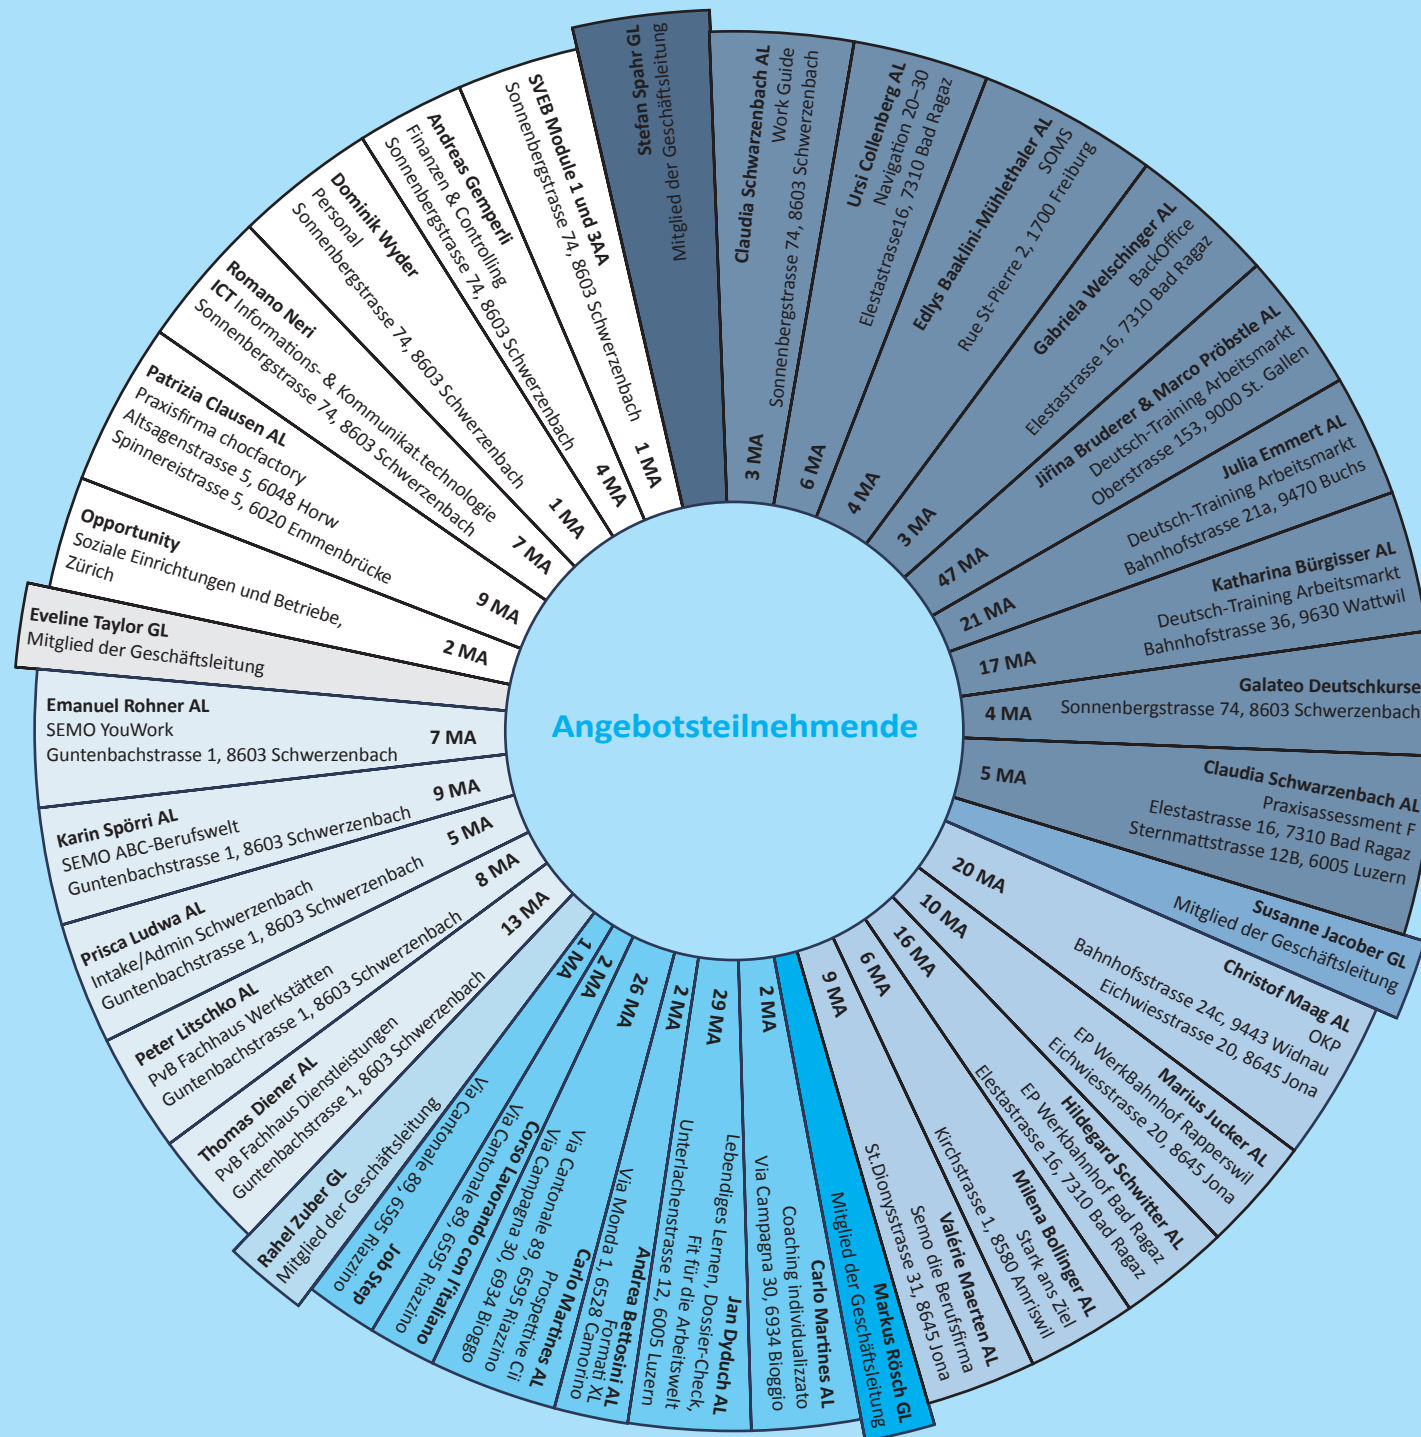 Stefan Spahr GL
Mitglied der Geschäftsleitung
Claudia Schwarzenbach AL
Work Guide
Sonnenbergstrasse 74, 8603 Schwerzenbach
3 MA
Ursi Collenberg AL
Navigation 20–30
Elestastrasse16, 7310 Bad Ragaz
6 MA
Edlys Baaklini-Mühlethaler AL
SOMS
Rue St-Pierre 2, 1700 Freiburg
4 MA
Gabriela Welschinger AL
BackOffice
Elestastrasse 16, 7310 Bad Ragaz
3 MA
Jiřina Bruderer & Marco Pröbstle AL
Deutsch-Training Arbeitsmarkt
Oberstrasse 153, 9000 St. Gallen
47 MA
Julia Emmert AL
Deutsch-Training Arbeitsmarkt
Bahnhofstrasse 21a, 9470 Buchs
21 MA
Katharina Bürgisser AL
Deutsch-Training Arbeitsmarkt
Bahnhofstrasse 36, 9630 Wattwil
17 MA
Galateo Deutschkurse
Sonnenbergstrasse 74, 8603 Schwerzenbach
4 MA
Claudia Schwarzenbach AL
Praxisassessment F
Elestastrasse 16, 7310 Bad Ragaz
Sternmattstrasse 12B, 6005 Luzern
5 MA
Susanne Jacober GL
Mitglied der Geschäftsleitung
Christof Maag AL
OKP
Bahnhofsstrasse 24c, 9443 Widnau
Eichwiesstrasse 20, 8645 Jona
20 MA
Marius Jucker AL
EP WerkBahnhof Rapperswil
Eichwiesstrasse 20, 8645 Jona
10 MA
Hildegard Schwitter AL
EP Werkbahnhof Bad Ragaz
Elestastrasse 16, 7310 Bad Ragaz
16 MA
Milena Bollinger AL
Stark ans Ziel
Kirchstrasse 1, 8580 Amriswil
6 MA
Valérie Maerten AL
Semo die Berufsfirma
St.Dionysstrasse 31, 8645 Jona
9 MA
Markus Rösch GL
Mitglied der Geschäftsleitung
Carlo Martines AL
Coaching individualizzato
Via Campagna 30, 6934 Bioggio
2 MA
Jan Dyduch AL
Lebendiges Lernen, Dossier-Check,
Fit für die Arbeitswelt
Unterlachenstrasse 12, 6005 Luzern
29 MA
Andrea Bettosini AL
Formati XL
Via Monda 1, 6528 Camorino
2 MA
Carlo Martines AL
Prospettive Cii
Via Cantonale 89, 6595 Riazzino
Via Campagna 30, 6934 Bioggo
26 MA
Corso Lavorando con l'italiano
Via Cantonale 89, 6595 Riazzino
2 MA
Job Step
Via Cantonale 89, 6595 Riazzino
1 MA
Rahel Zuber GL
Mitglied der Geschäftsleitung
Thomas Diener AL
PvB Fachhaus Dienstleistungen
Guntenbachstrasse 1, 8603 Schwerzenbach
13 MA
Peter Litschko AL
PvB Fachhaus Werkstätten
Guntenbachstrasse 1, 8603 Schwerzenbach
8 MA
Prisca Ludwa AL
Intake/Admin Schwerzenbach
Guntenbachstrasse 1, 8603 Schwerzenbach
5 MA
Karin Spörri AL
SEMO ABC-Berufswelt
Guntenbachstrasse 1, 8603 Schwerzenbach
9 MA
Emanuel Rohner AL
SEMO YouWork
Guntenbachstrasse 1, 8603 Schwerzenbach
7 MA
Eveline Taylor GL
Mitglied der Geschäftsleitung
Opportunity
Soziale Einrichtungen und Betriebe,
Zürich
2 MA
Patrizia Clausen AL
Praxisfirma chocfactory
Altsagenstrasse 5, 6048 Horw
Spinnereistrasse 5, 6020 Emmenbrücke
9 MA
Romano Neri
ICT Informations- & Kommunikat.technologie
Sonnenbergstrasse 74, 8603 Schwerzenbach
7 MA
Dominik Wyder
Personal
Sonnenbergstrasse 74, 8603 Schwerzenbach
1 MA
Andreas Gemperli
Finanzen & Controlling
Sonnenbergstrasse 74, 8603 Schwerzenbach
4 MA
SVEB Module 1 und 3AA
Sonnenbergstrasse 74, 8603 Schwerzenbach
1 MA
Angebotsteilnehmende